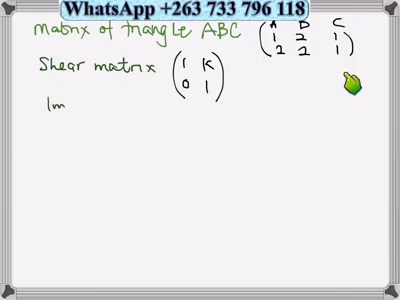 WhatsApp +263 733 796 118
Matrix of triangle ABC
A B C
( 1 2 1 )
( 2 2 1 )
Shear matrix
( 1 K )
( 0 1 )
Im